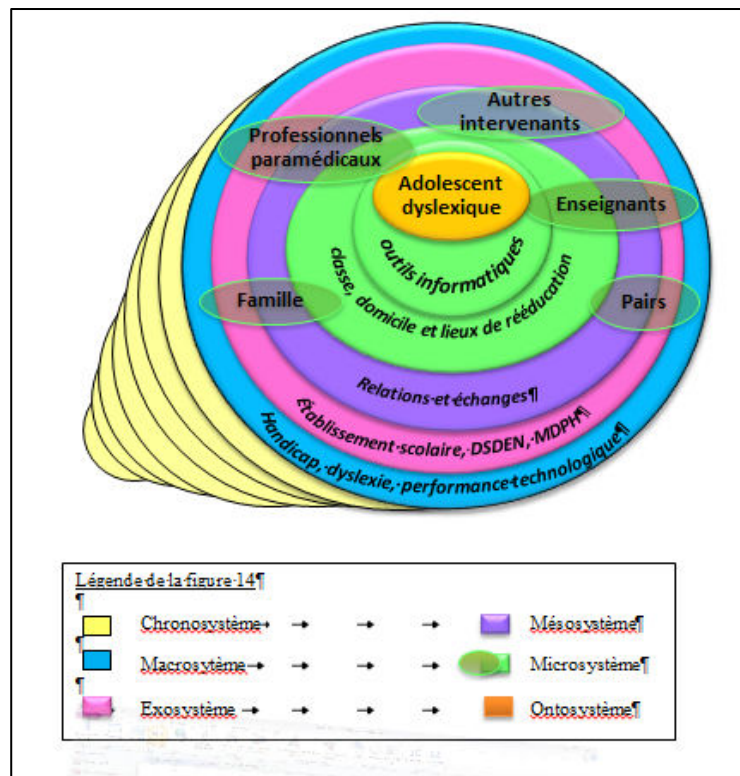 Autres
intervenants
Professionnels
paramédicaux
Adolescent
dyslexique
Enseignants
outils informatiques
classe, domicile et lieux de rééducation
Famille
Pairs
Relations·et·échanges¶
Établissement·scolaire,·DSDEN,·MDPH¶
Handicap,·dyslexie,·performance·technologique¶
Légende·de·la·figure·14¶
¶
Chronosystème→ → → → Mésosystème¶
¶
Macrosytème→ → → → Microsystème¶
¶
→ Exosystème → → → → Ontosystème¶